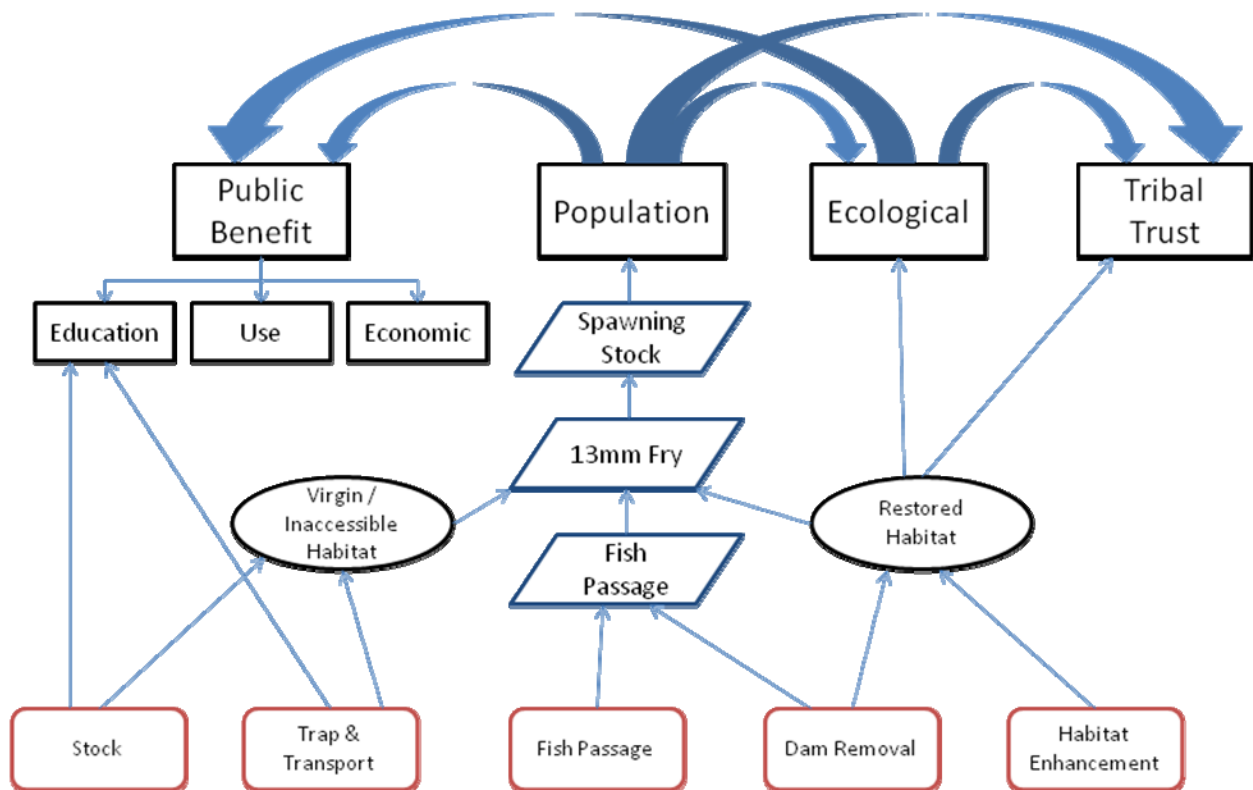 Public
Benefit
Population
Ecological
Tribal
Trust
Education
Use
Economic
Spawning
Stock
13mm Fry
Virgin /
Inaccessible
Habitat
Restored
Habitat
Fish
Passage
Stock
Trap &
Transport
Fish Passage
Dam Removal
Habitat
Enhancement